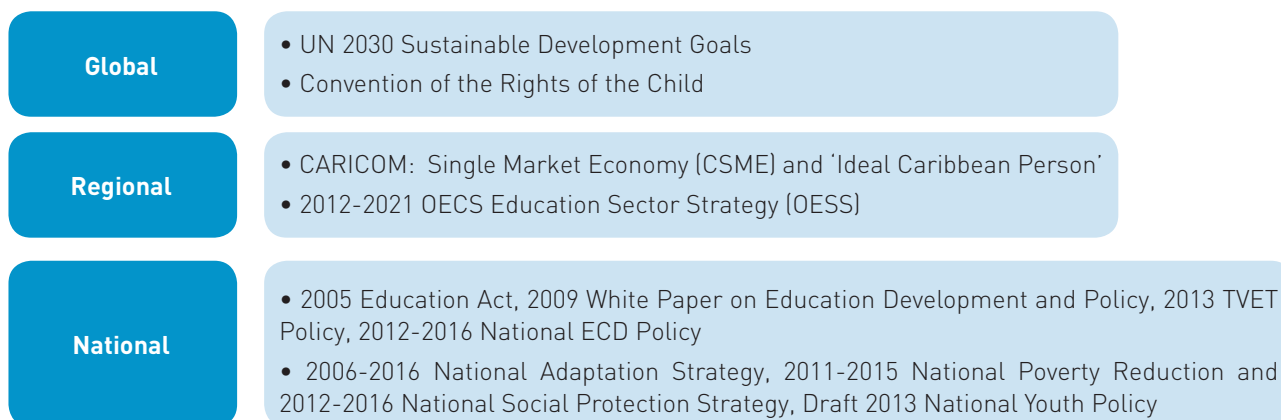 Global
• UN 2030 Sustainable Development Goals
• Convention of the Rights of the Child
Regional
• CARICOM: Single Market Economy (CSME) and ‘Ideal Caribbean Person’
• 2012-2021 OECS Education Sector Strategy (OESS)
National
• 2005 Education Act, 2009 White Paper on Education Development and Policy, 2013 TVET
Policy, 2012-2016 National ECD Policy
• 2006-2016 National Adaptation Strategy, 2011-2015 National Poverty Reduction and
2012-2016 National Social Protection Strategy, Draft 2013 National Youth Policy